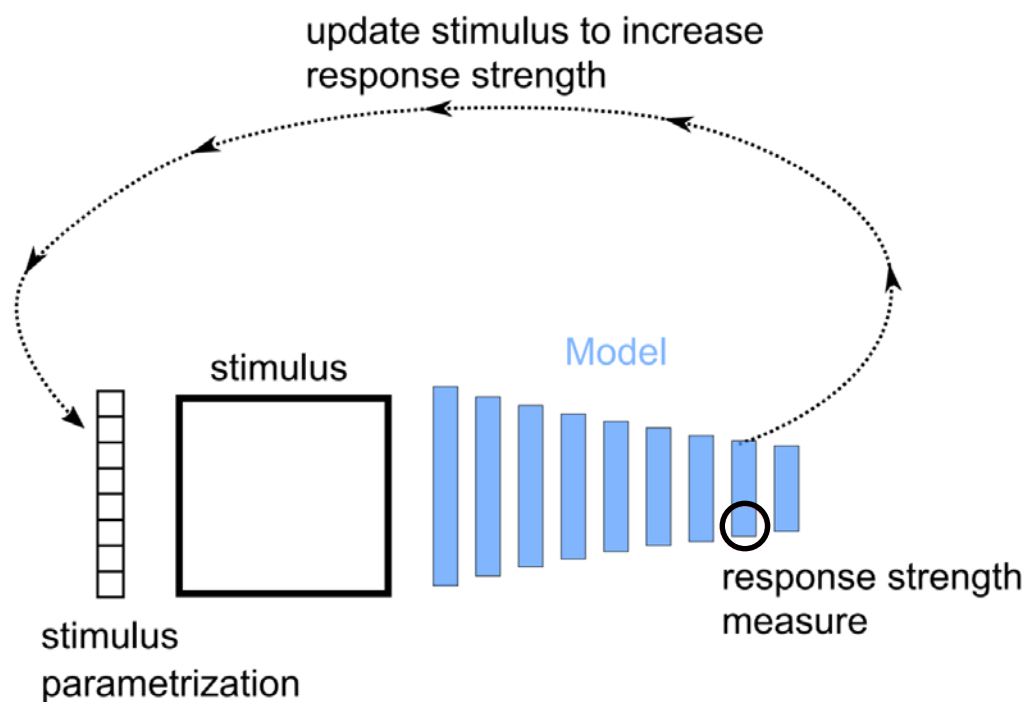 update stimulus to increase
response strength
Model
stimulus
response strength
measure
stimulus
parametrization